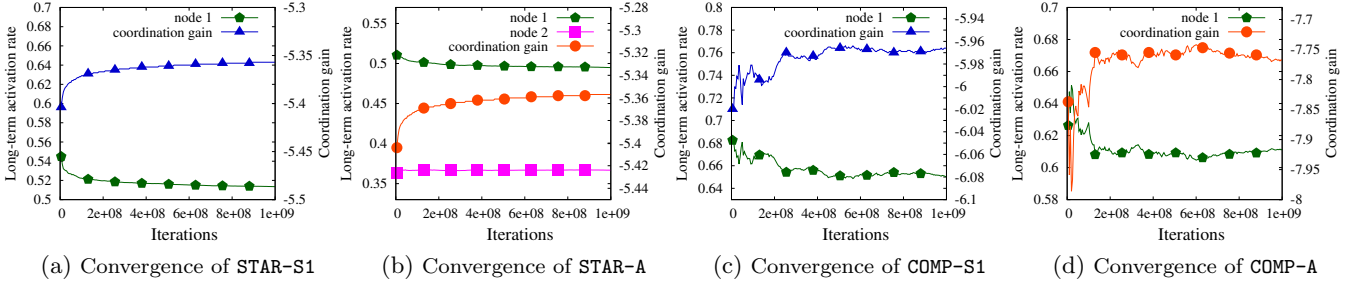 0.7
0.68
0.66
0.64
0.62
0.6
0.58
0.56
0.54
0.52
0.5
Long-term activation rate
node 1
coordination gain
-5.3
-5.35
-5.4
-5.45
-5.5
Coordination gain
0 2e+08 4e+08 6e+08 8e+08 1e+09
Iterations
(a) Convergence of STAR-S1
0.55
0.5
0.45
0.4
0.35
Long-term activation rate
node 1
node 2
coordination gain
-5.28
-5.3
-5.32
-5.34
-5.36
-5.38
-5.4
-5.42
-5.44
Coordination gain
0 2e+08 4e+08 6e+08 8e+08 1e+09
Iterations
(b) Convergence of STAR-A
0.8
0.78
0.76
0.74
0.72
0.7
0.68
0.66
0.64
Long-term activation rate
node 1
coordination gain
-5.94
-5.96
-5.98
-6
-6.02
-6.04
-6.06
-6.08
-6.1
Coordination gain
0 2e+08 4e+08 6e+08 8e+08 1e+09
Iterations
(c) Convergence of COMP-S1
0.7
0.68
0.66
0.64
0.62
0.6
0.58
Long-term activation rate
node 1
coordination gain
-7.7
-7.75
-7.8
-7.85
-7.9
-7.95
-8
Coordination gain
0 2e+08 4e+08 6e+08 8e+08 1e+09
Iterations
(d) Convergence of COMP-A